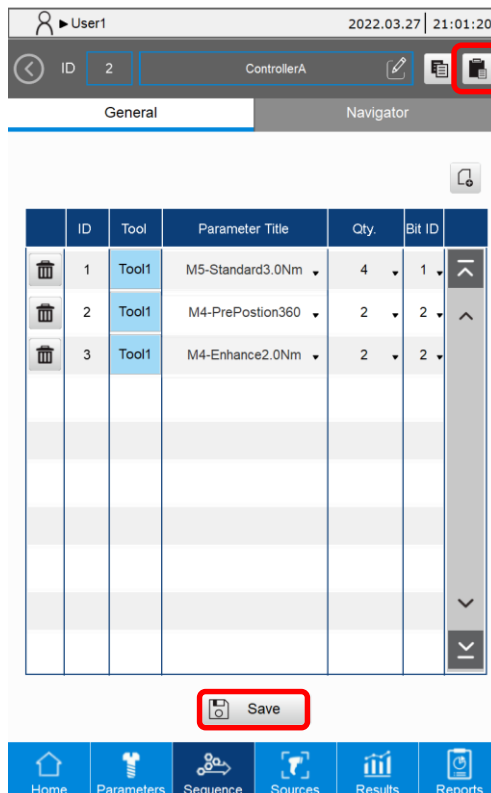 ►User1 2022.03.27 21:01:20
ID 2 ControllerA
General Navigator
ID Tool Parameter Title Qty. Bit ID
1 Tool1 M5-Standard3.0Nm 4 1
2 Tool1 M4-PrePostion360 2 2
3 Tool1 M4-Enhance2.0Nm 2 2
Save
Home Parameters Sequence Sources Results Reports